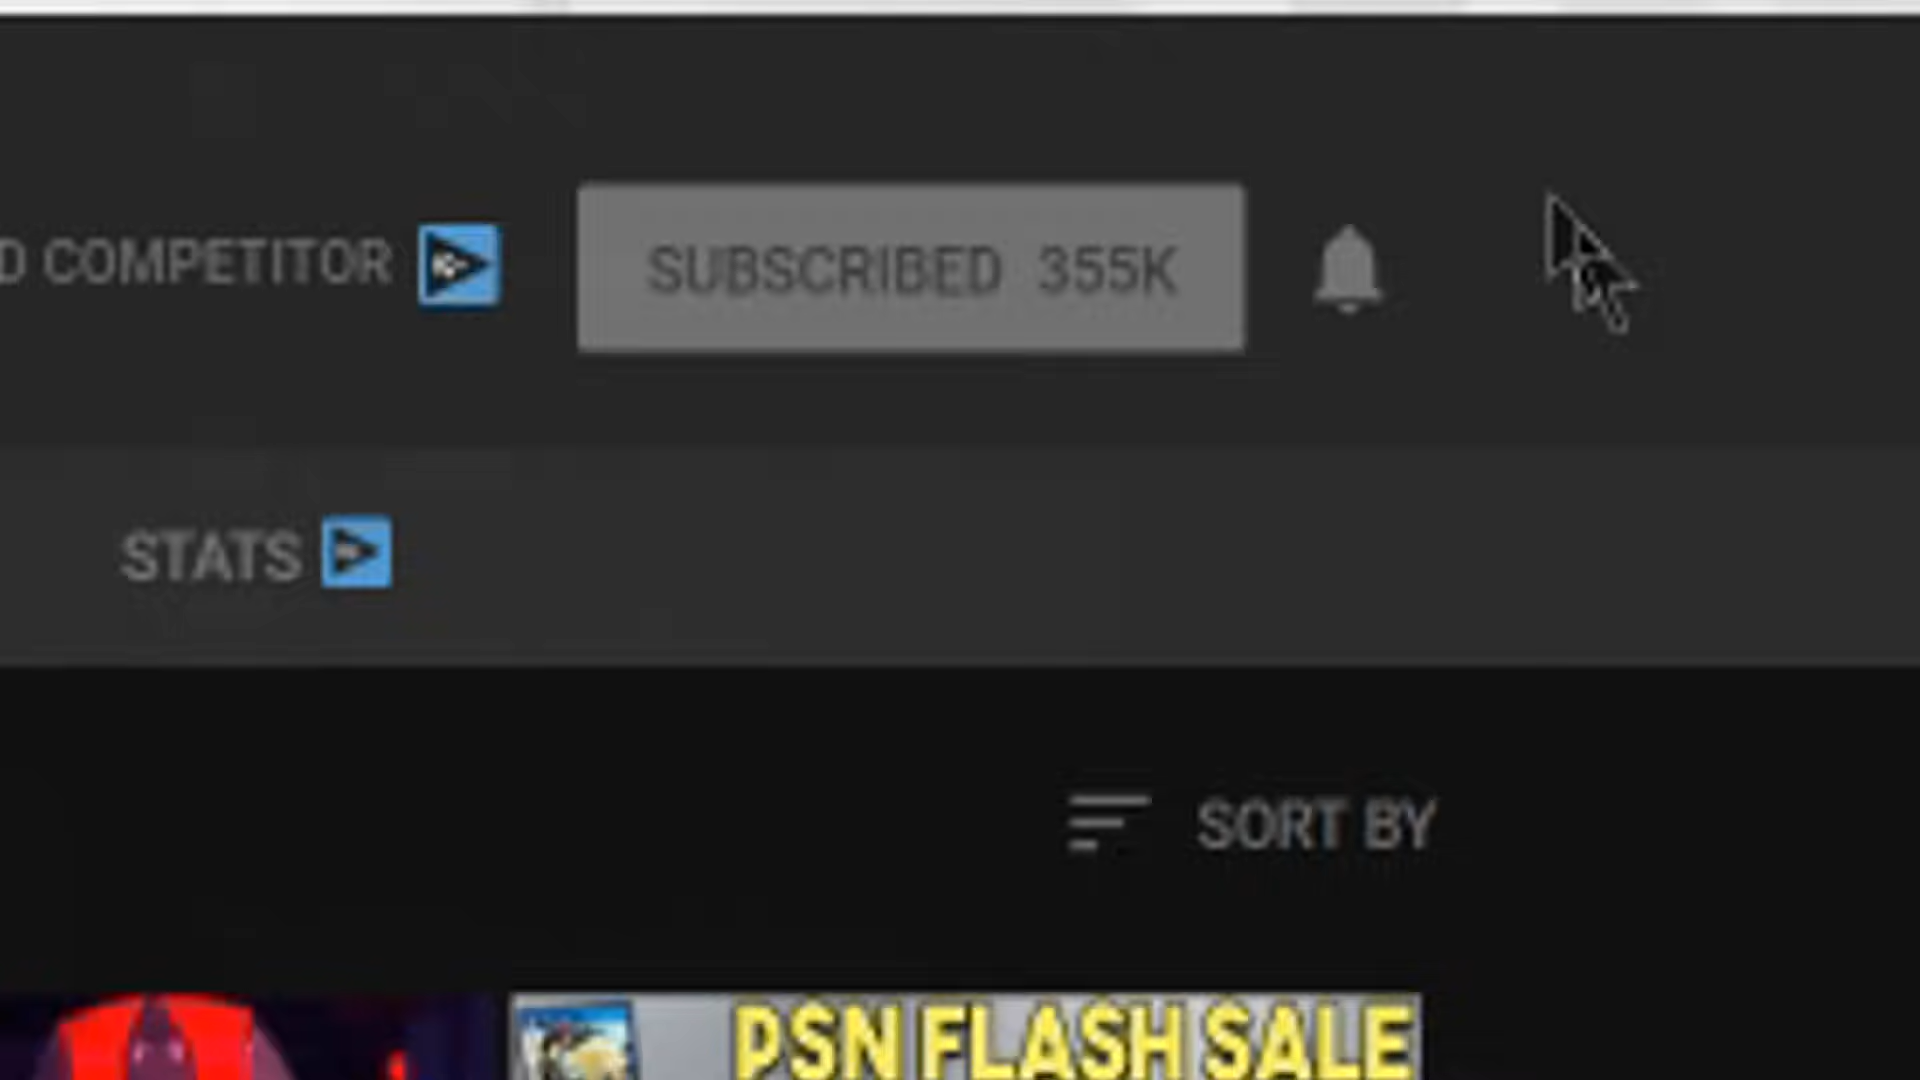 D COMPETITOR
SUBSCRIBED 355K
STATS
SORT BY
PSN FLASH SALE